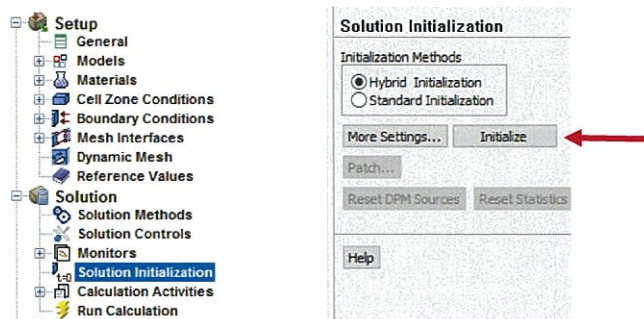 Setup
General
Models
Materials
Cell Zone Conditions
Boundary Conditions
Mesh Interfaces
Dynamic Mesh
Reference Values
Solution
Solution Methods
Solution Controls
Monitors
t=0
Solution Initialization
Calculation Activities
Run Calculation
Solution Initialization
Initialization Methods
Hybrid Initialization
Standard Initialization
More Settings... Initialize
Patch...
Reset DPM Sources Reset Statistics
Help